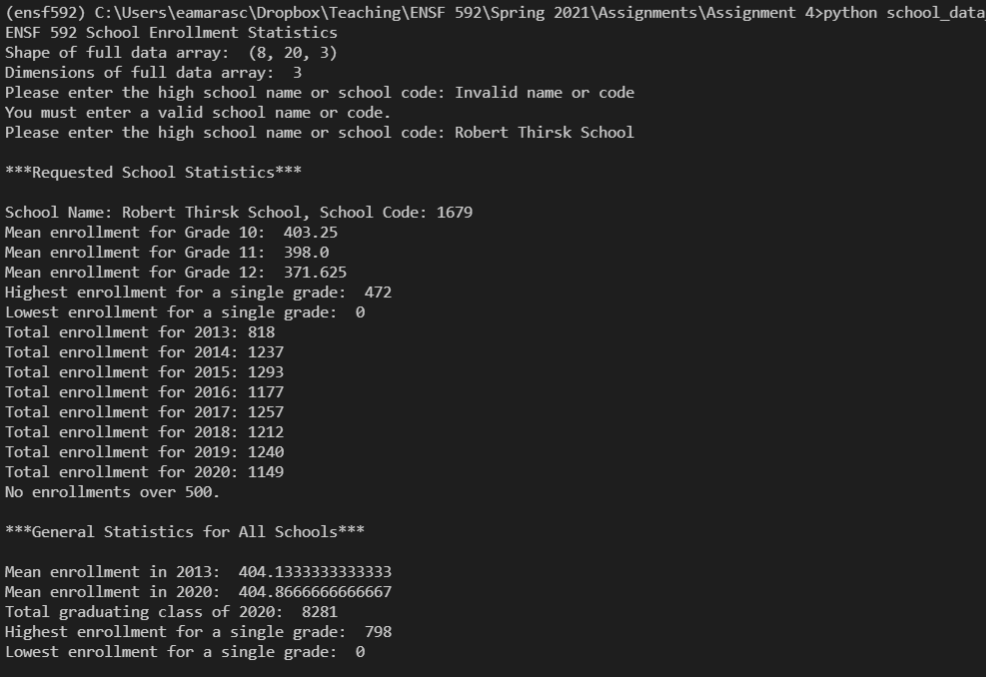 (ensf592) C:\Users\eamarasc\Dropbox\Teaching\ENSF 592\Spring 2021\Assignments\Assignment 4>python school_data
ENSF 592 School Enrollment Statistics
Shape of full data array:  (8, 20, 3)
Dimensions of full data array:  3
Please enter the high school name or school code: Invalid name or code
You must enter a valid school name or code.
Please enter the high school name or school code: Robert Thirsk School
***Requested School Statistics***
School Name: Robert Thirsk School, School Code: 1679
Mean enrollment for Grade 10:  403.25
Mean enrollment for Grade 11:  398.0
Mean enrollment for Grade 12:  371.625
Highest enrollment for a single grade:  472
Lowest enrollment for a single grade:  0
Total enrollment for 2013: 818
Total enrollment for 2014: 1237
Total enrollment for 2015: 1293
Total enrollment for 2016: 1177
Total enrollment for 2017: 1257
Total enrollment for 2018: 1212
Total enrollment for 2019: 1240
Total enrollment for 2020: 1149
No enrollments over 500.
***General Statistics for All Schools***
Mean enrollment in 2013:  404.1333333333333
Mean enrollment in 2020:  404.8666666666667
Total graduating class of 2020:  8281
Highest enrollment for a single grade:  798
Lowest enrollment for a single grade:  0